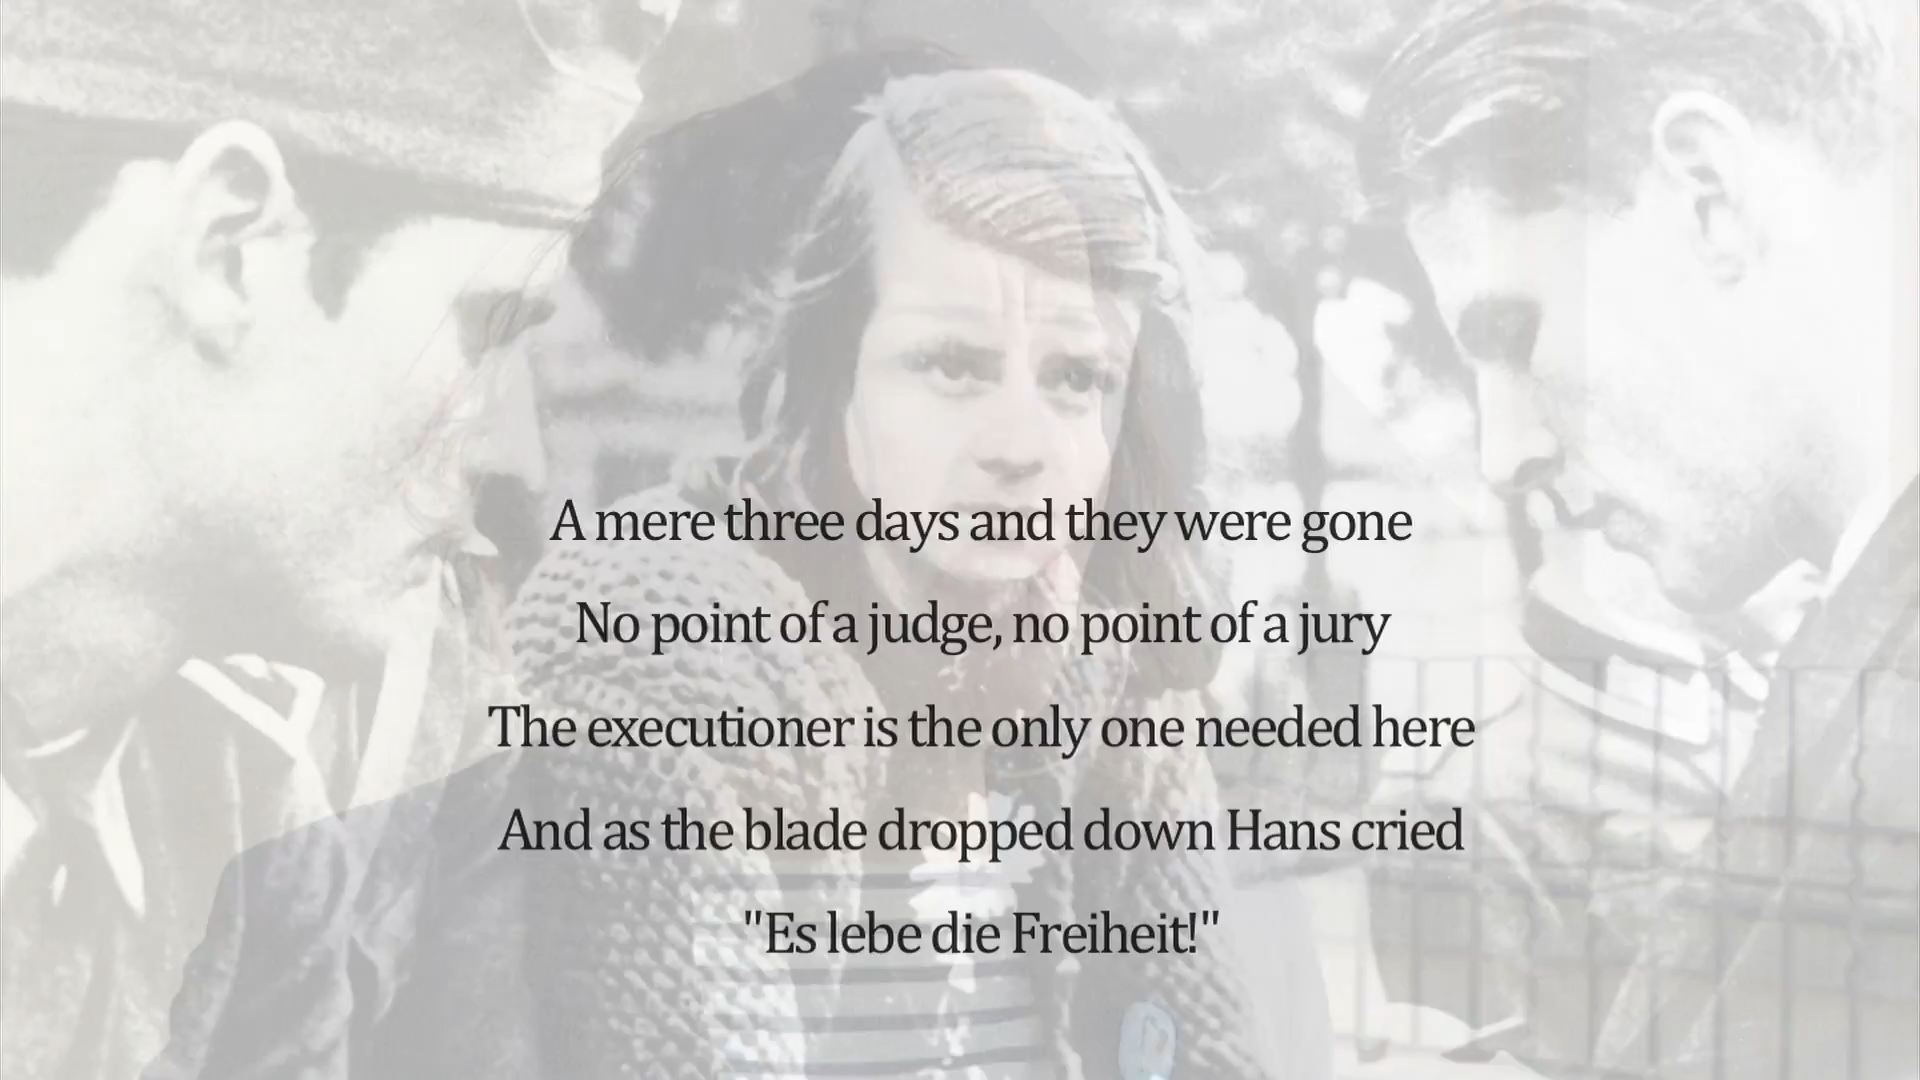 A mere three days and they were gone
No point of a judge, no point of a jury
The executioner is the only one needed here
And as the blade dropped down Hans cried
"Es lebe die Freiheit!"